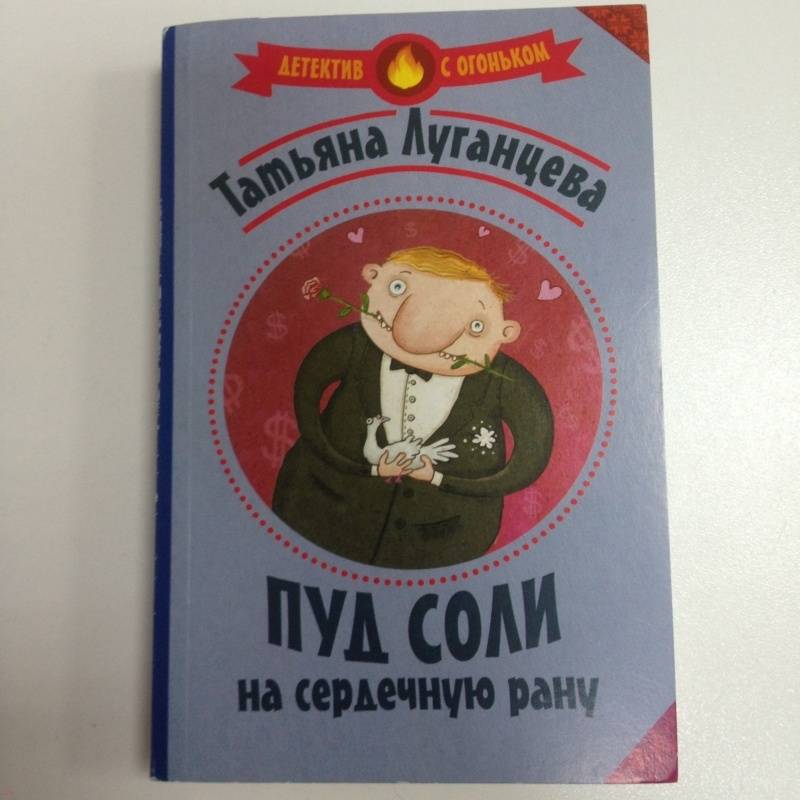 ДЕТЕКТИВ С ОГОНЬКОМ
Татьяна Луганцева
ПУД СОЛИ
на сердечную рану